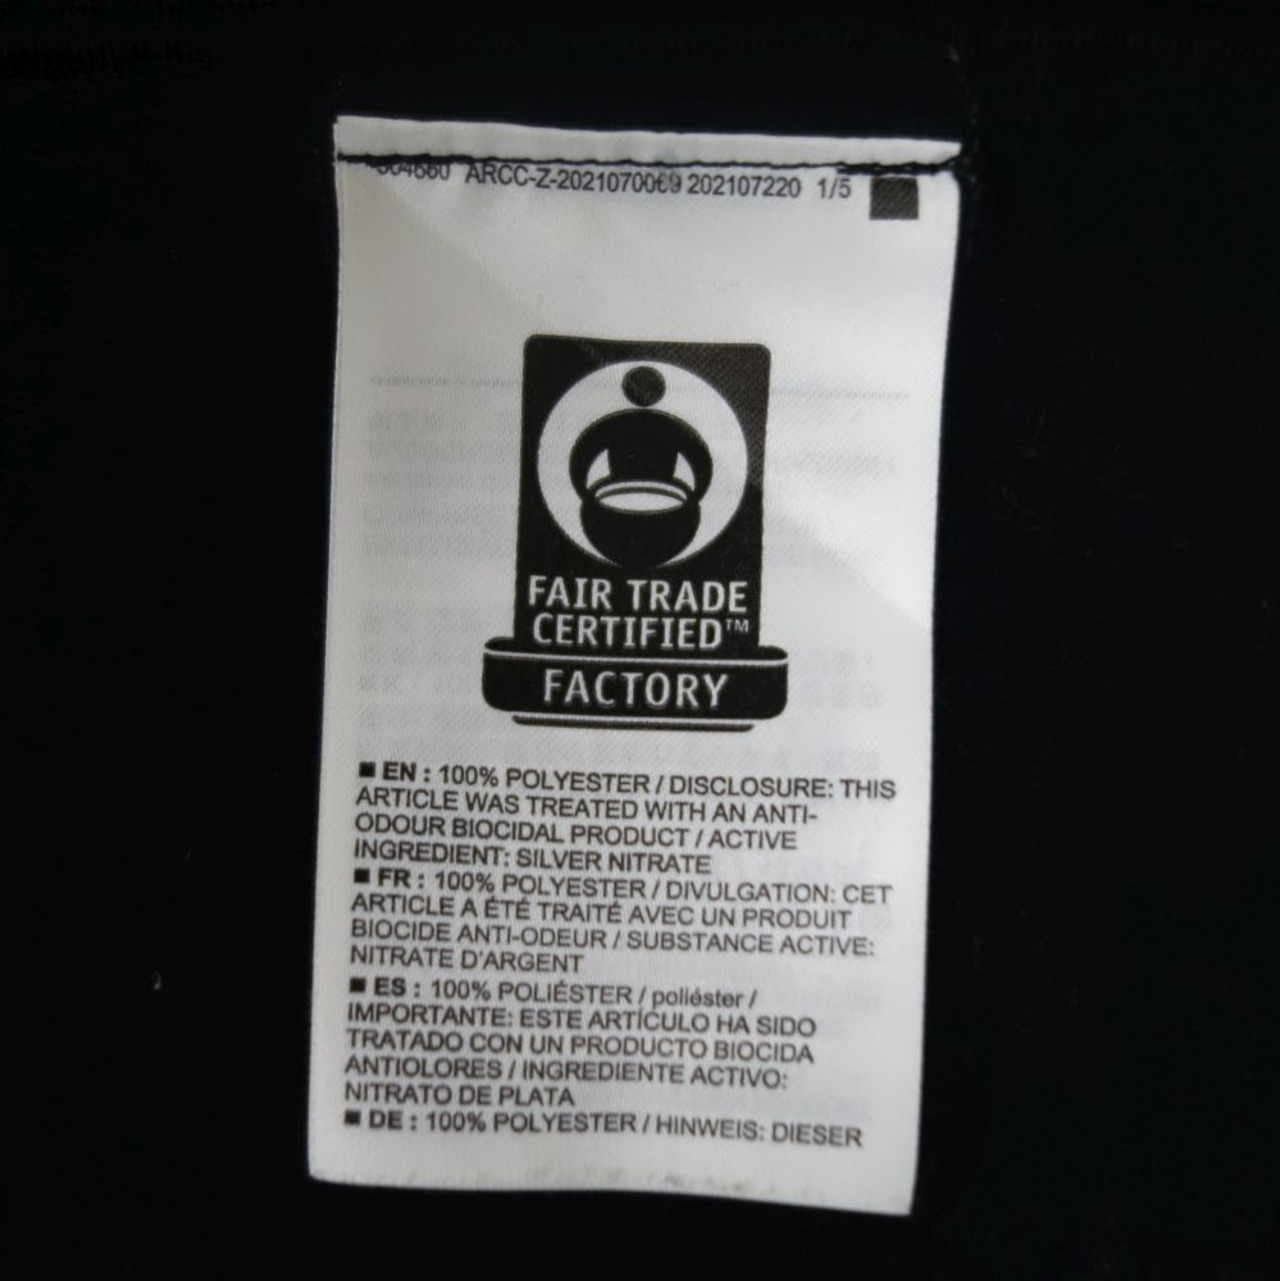 ARCC-Z-2021070069 202107220 1/5
FAIR TRADE
CERTIFIED™
FACTORY
■ EN : 100% POLYESTER / DISCLOSURE: THIS
ARTICLE WAS TREATED WITH AN ANTI-
ODOUR BIOCIDAL PRODUCT / ACTIVE
INGREDIENT: SILVER NITRATE
■ FR : 100% POLYESTER / DIVULGATION: CET
ARTICLE A ÉTÉ TRAITÉ AVEC UN PRODUIT
BIOCIDE ANTI-ODEUR / SUBSTANCE ACTIVE:
NITRATE D'ARGENT
■ ES : 100% POLIÉSTER / poliéster /
IMPORTANTE: ESTE ARTÍCULO HA SIDO
TRATADO CON UN PRODUCTO BIOCIDA
ANTIOLORES / INGREDIENTE ACTIVO:
NITRATO DE PLATA
■ DE : 100% POLYESTER / HINWEIS: DIESER